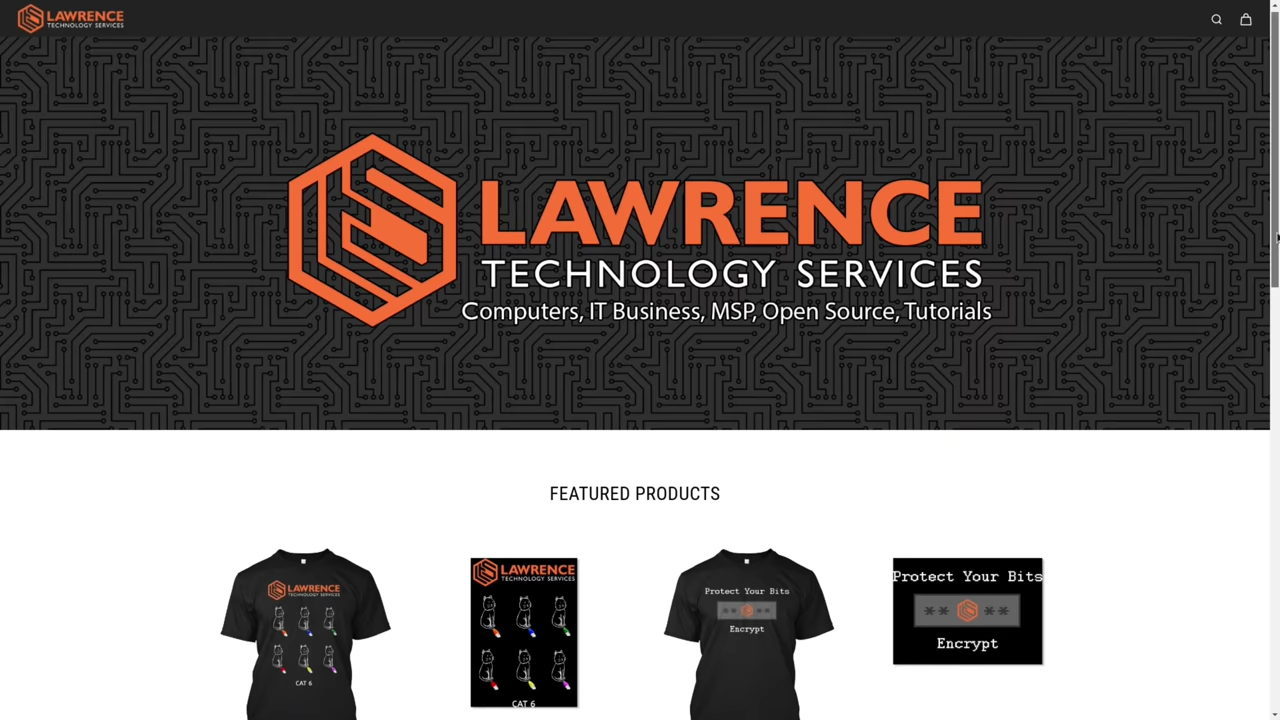 LAWRENCE
TECHNOLOGY SERVICES
LAWRENCE
TECHNOLOGY SERVICES
Computers, IT Business, MSP, Open Source, Tutorials
FEATURED PRODUCTS
LAWRENCE
TECHNOLOGY SERVICES
CAT 6
LAWRENCE
TECHNOLOGY SERVICES
CAT 6
Protect Your Bits
** **
Encrypt
Protect Your Bits
** **
Encrypt